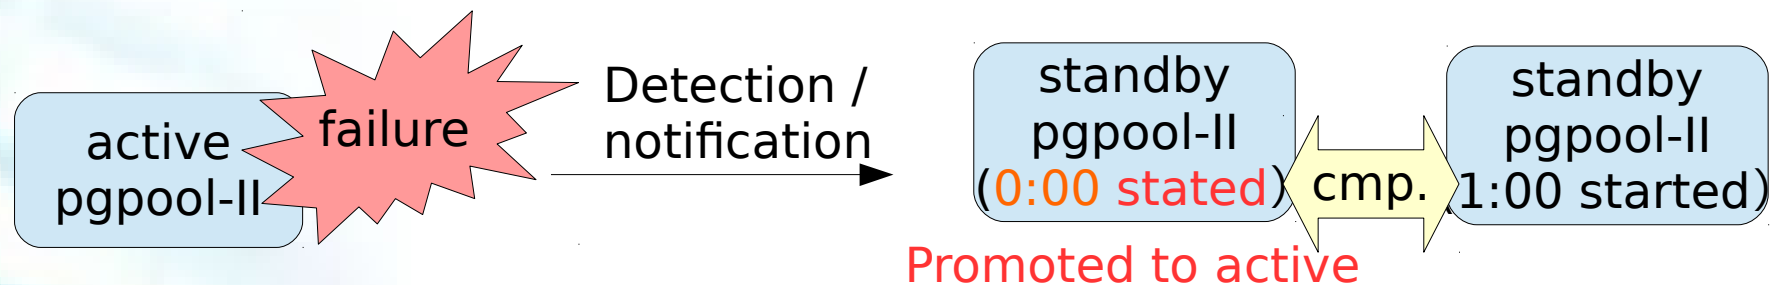 active
pgpool-II
failure
Detection /
notification
standby
pgpool-II
(0:00 stated)
cmp.
standby
pgpool-II
(1:00 started)
Promoted to active